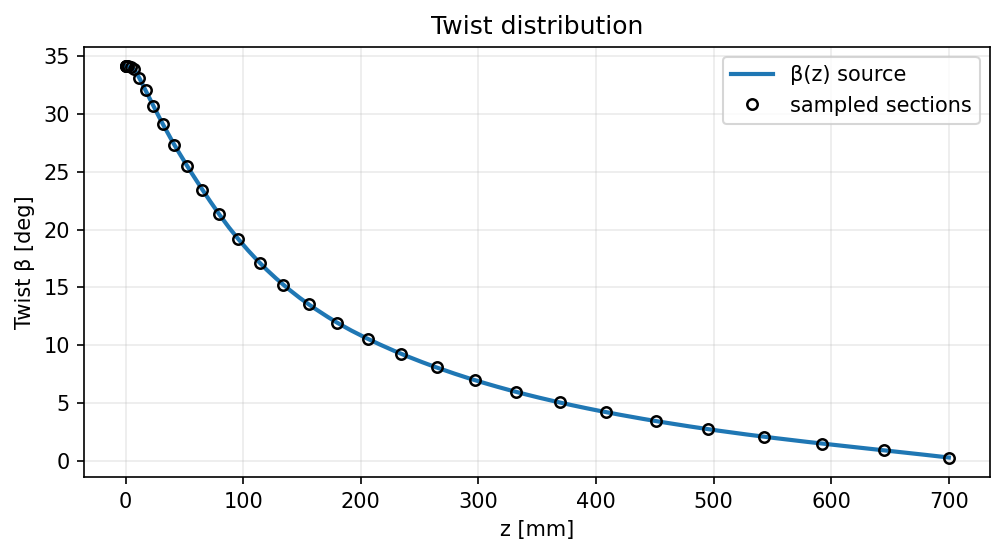 Twist distribution
β(z) source
sampled sections
Twist β [deg]
35
30
25
20
15
10
5
0
0 100 200 300 400 500 600 700
z [mm]